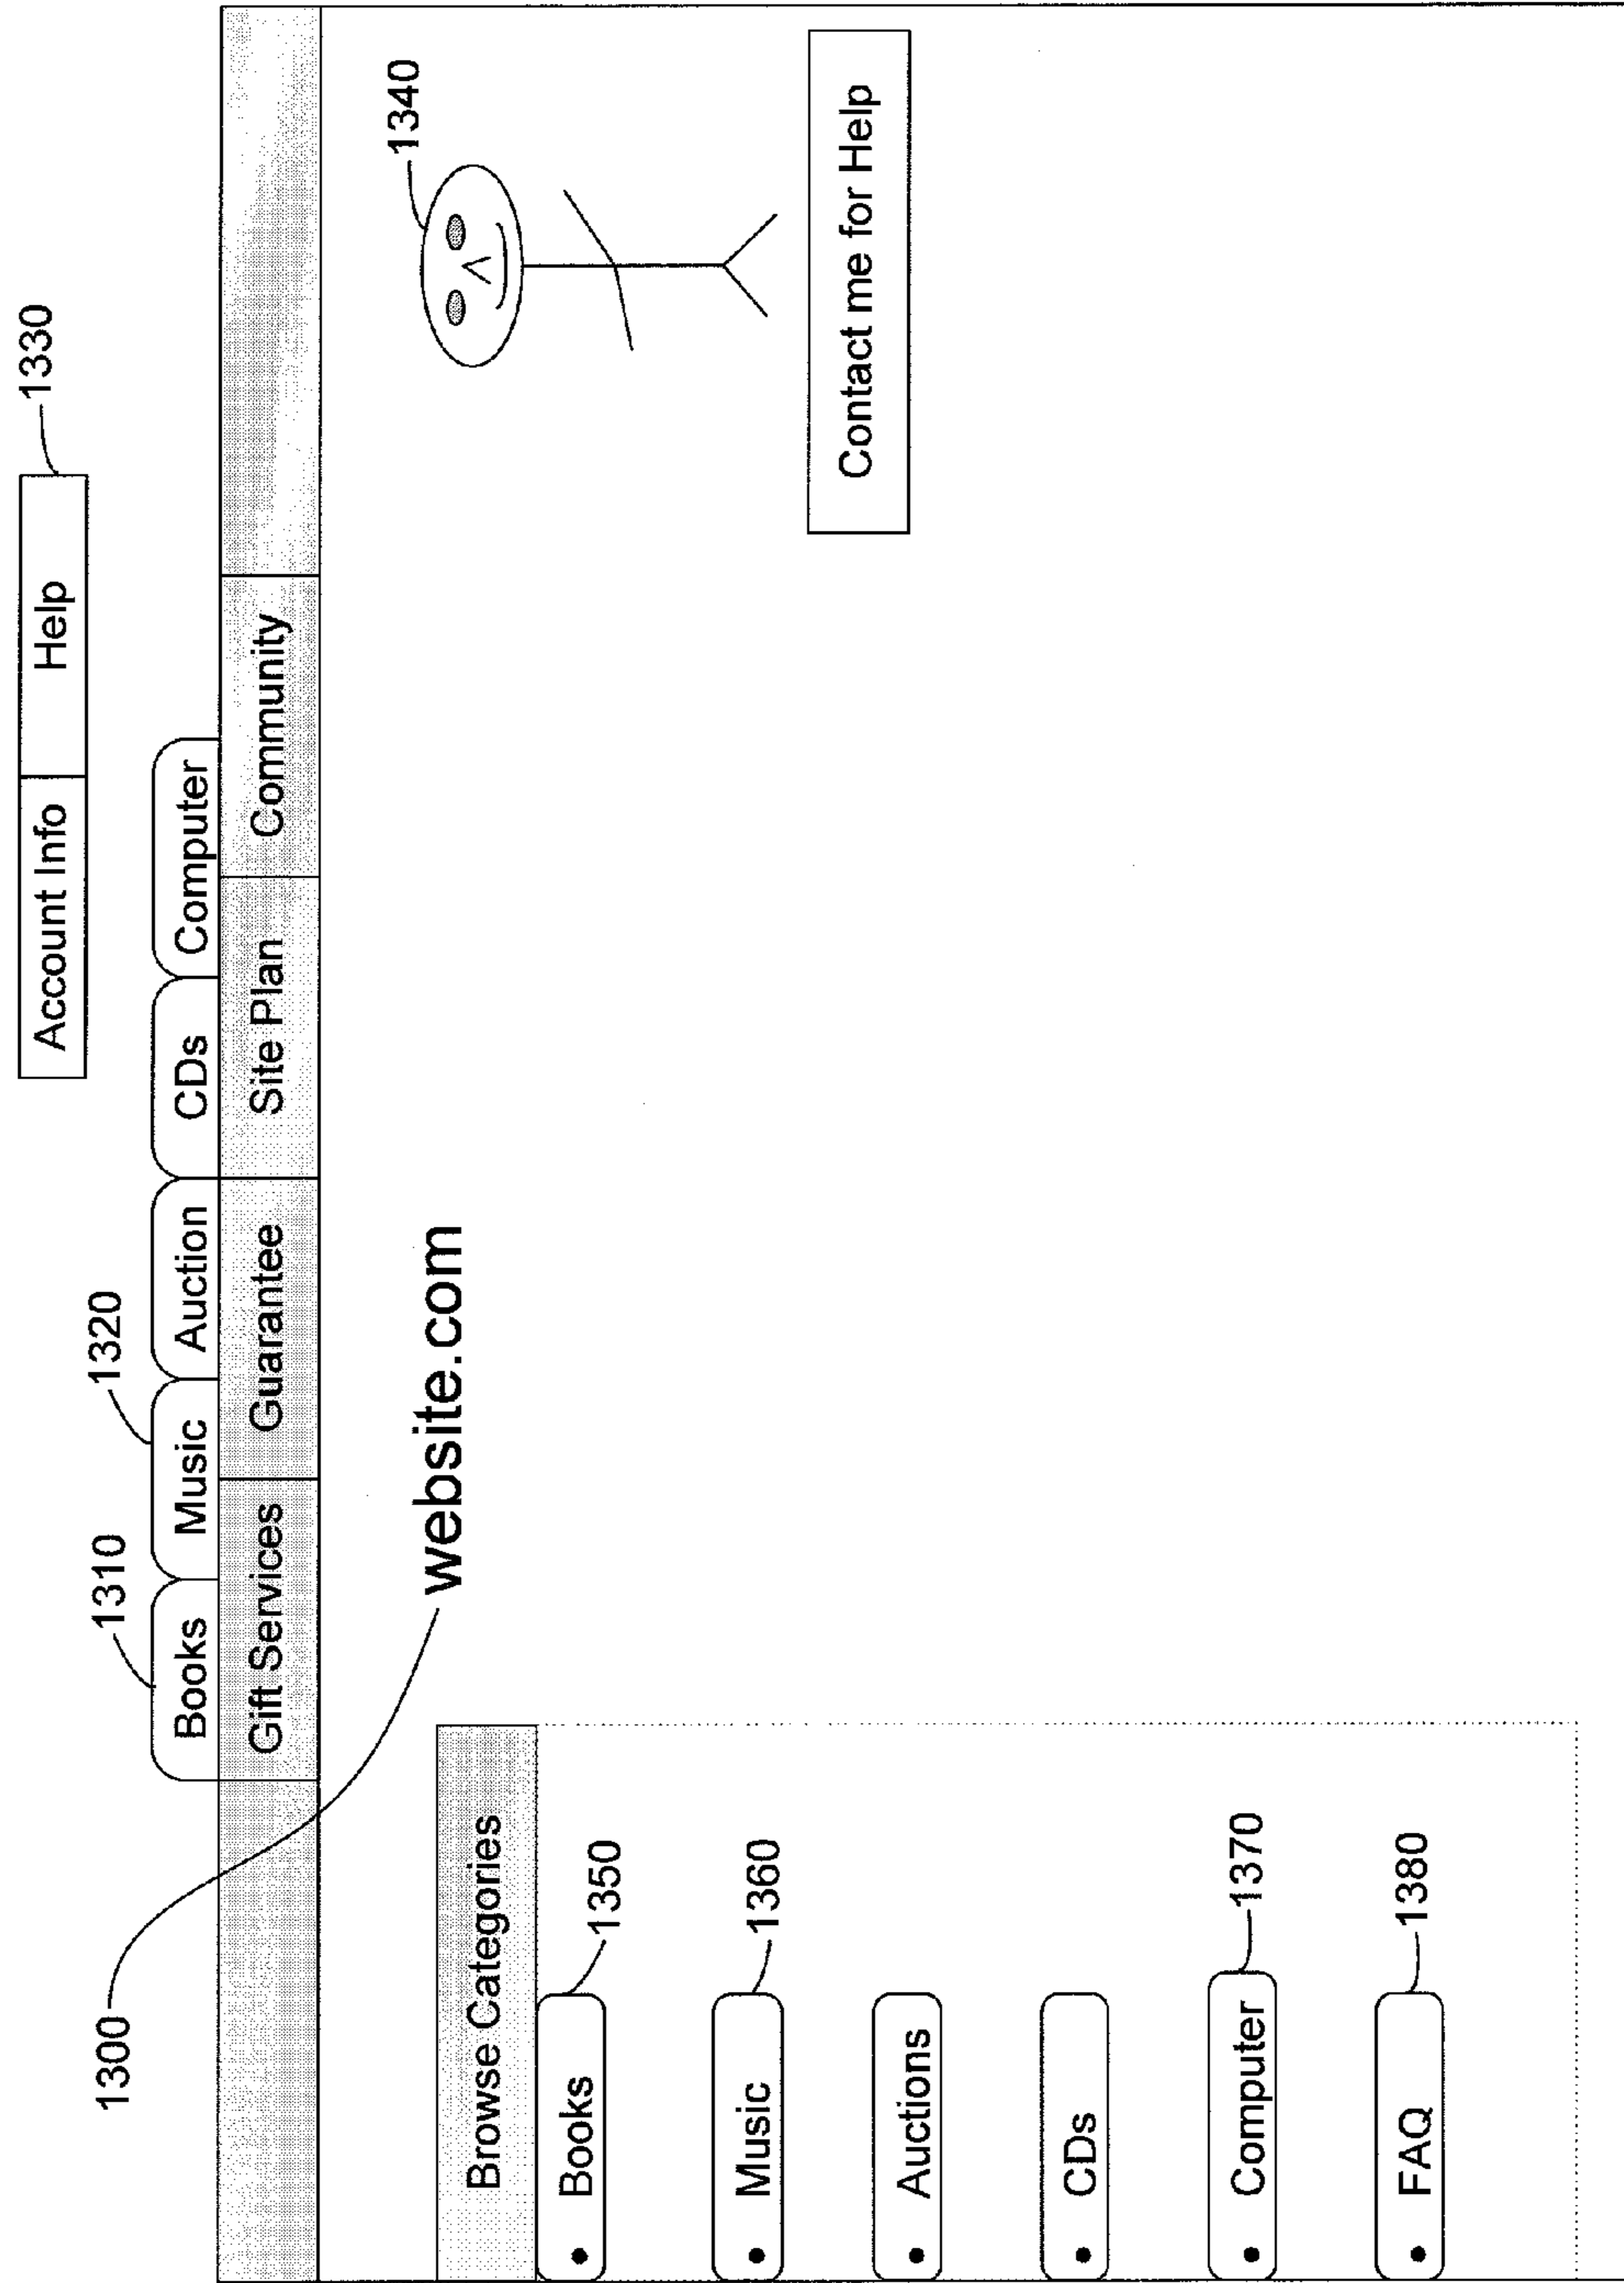 Account Info Help 1330
1300 1310 1320
Books Music Auction CDs Computer
Gift Services Guarantee Site Plan Community
website.com
1340
Contact me for Help
Browse Categories
• Books 1350
• Music 1360
• Auctions
• CDs
• Computer 1370
• FAQ 1380